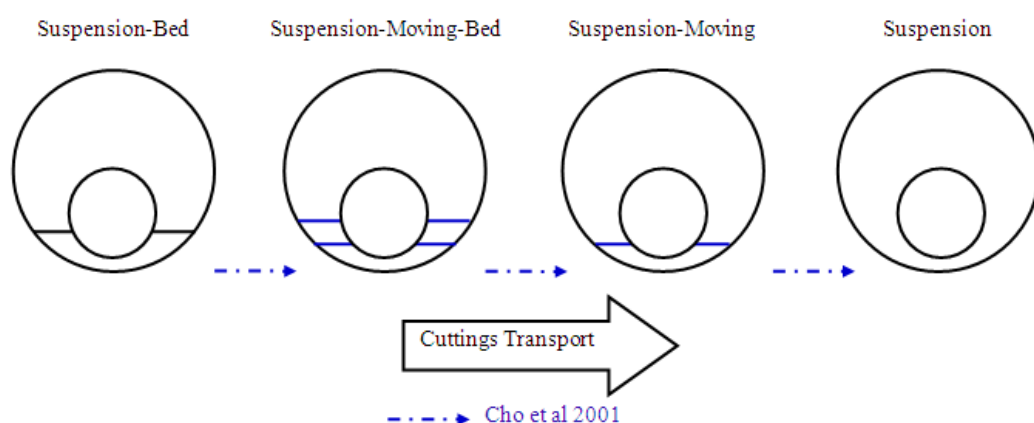 Suspension-Bed
Suspension-Moving-Bed
Suspension-Moving
Suspension
Cuttings Transport
Cho et al 2001